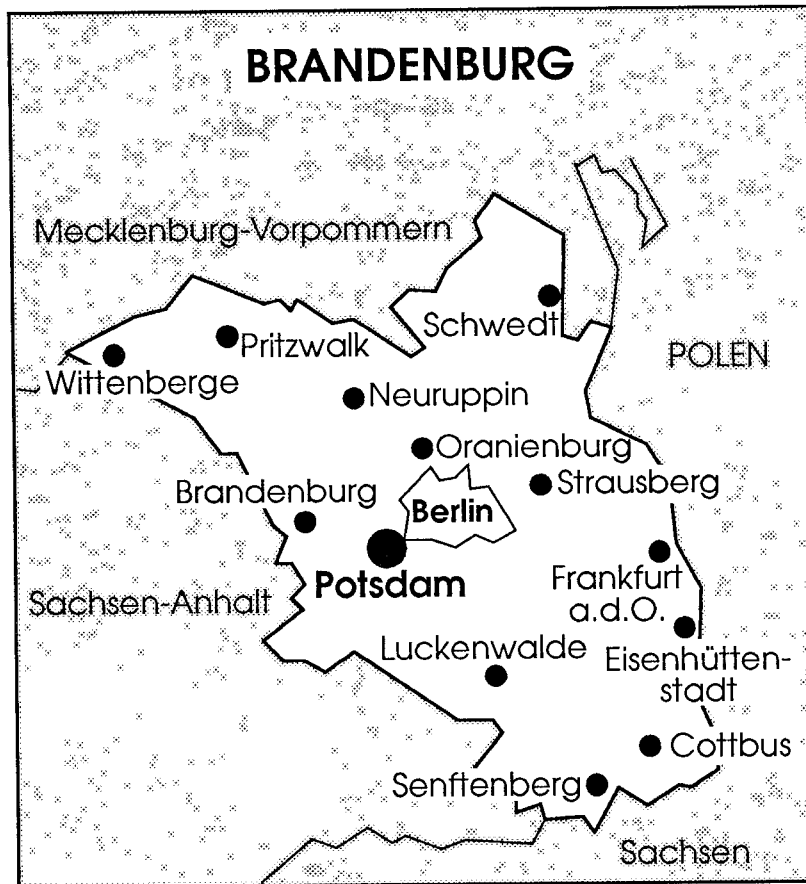 BRANDENBURG
Mecklenburg-Vorpommern
Schwedt
Pritzwalk
POLEN
Wittenberge
Neuruppin
Oranienburg
Strausberg
Brandenburg
Berlin
Potsdam
Frankfurt
a.d.O.
Sachsen-Anhalt
Luckenwalde
Eisenhütten-
stadt
Cottbus
Senftenberg
Sachsen